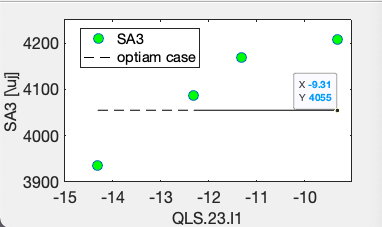 4200
4100
4000
3900
SA3 [\uj]
SA3
optiam case
X -9.31
Y 4055
-15 -14 -13 -12 -11 -10
QLS.23.I1